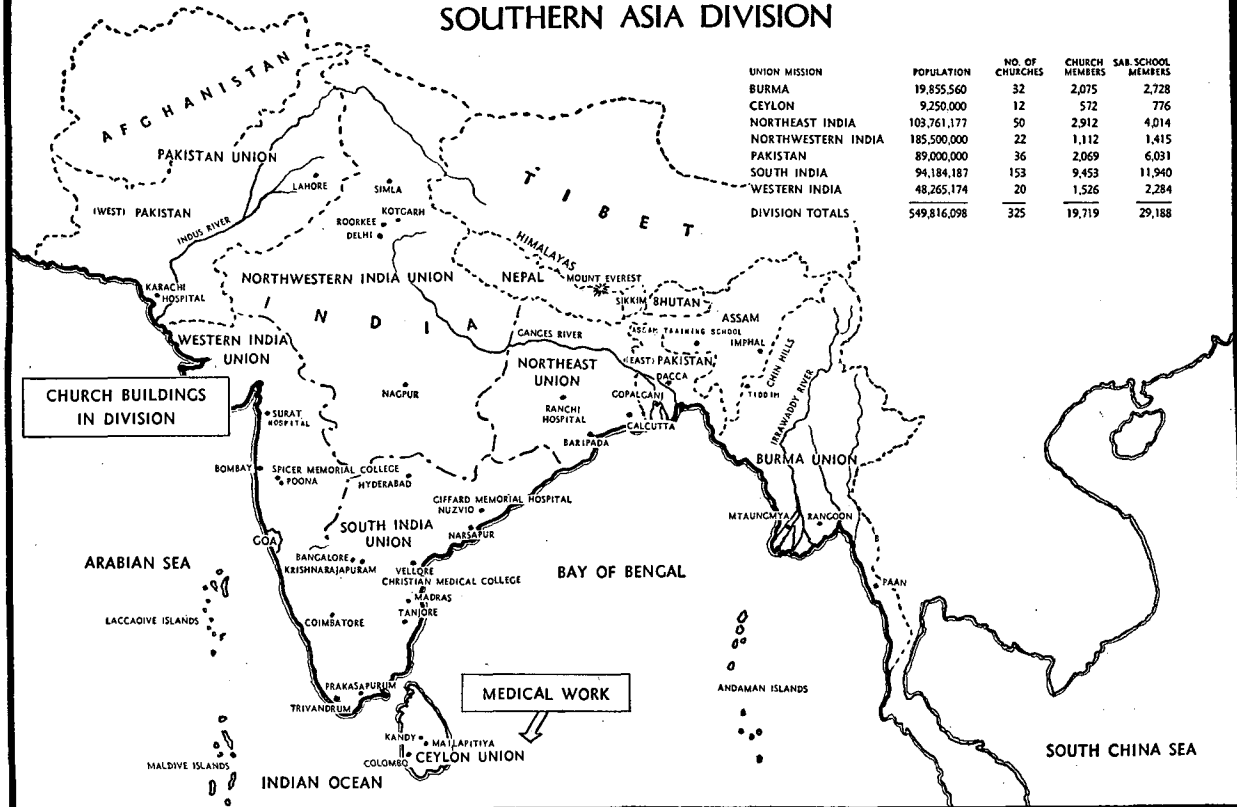 SOUTHERN ASIA DIVISION
UNION MISSION POPULATION NO. OF CHURCHES CHURCH MEMBERS SAB. SCHOOL MEMBERS
BURMA 19,855,560 32 2,075 2,728
CEYLON 9,250,000 12 572 776
NORTHEAST INDIA 103,761,177 50 2,912 4,014
NORTHWESTERN INDIA 185,500,000 22 1,112 1,415
PAKISTAN 89,000,000 36 2,069 6,031
SOUTH INDIA 94,184,187 153 9,453 11,940
WESTERN INDIA 48,265,174 20 1,526 2,284
DIVISION TOTALS 549,816,098 325 19,719 29,188
AFGHANISTAN
PAKISTAN UNION
(WEST) PAKISTAN
INDUS RIVER
LAHORE
SIMLA
KOTGARH
ROORKEE
DELHI
TIBET
HIMALAYAS
NORTHWESTERN INDIA UNION
NEPAL
MOUNT EVEREST
SIKKIM
BHUTAN
ASSAM
ASSAM TRAINING SCHOOL
IMPHAL
KARACHI
HOSPITAL
INDIA
GANGES RIVER
WESTERN INDIA
UNION
NORTHEAST
UNION
(EAST) PAKISTAN
DACCA
GOPALGANJ
CHIN HILLS
TIDDIM
IRRAWADDY RIVER
CHURCH BUILDINGS
IN DIVISION
NAGPUR
RANCHI
HOSPITAL
CALCUTTA
BARIPADA
SURAT
HOSPITAL
BURMA UNION
BOMBAY
SPICER MEMORIAL COLLEGE
POONA
HYDERABAD
GIFFARD MEMORIAL HOSPITAL
NUZVID
NARSAPUR
MYAUNGMYA
RANGOON
SOUTH INDIA
UNION
GOA
BANGALORE
KRISHNARAJAPURAM
VELLORE
CHRISTIAN MEDICAL COLLEGE
MADRAS
TANJORE
COIMBATORE
ARABIAN SEA
BAY OF BENGAL
PAAN
LACCADIVE ISLANDS
PRAKASAPURUM
TRIVANDRUM
MEDICAL WORK
ANDAMAN ISLANDS
KANDY
MAILAPITIYA
COLOMBO
CEYLON UNION
MALDIVE ISLANDS
INDIAN OCEAN
SOUTH CHINA SEA